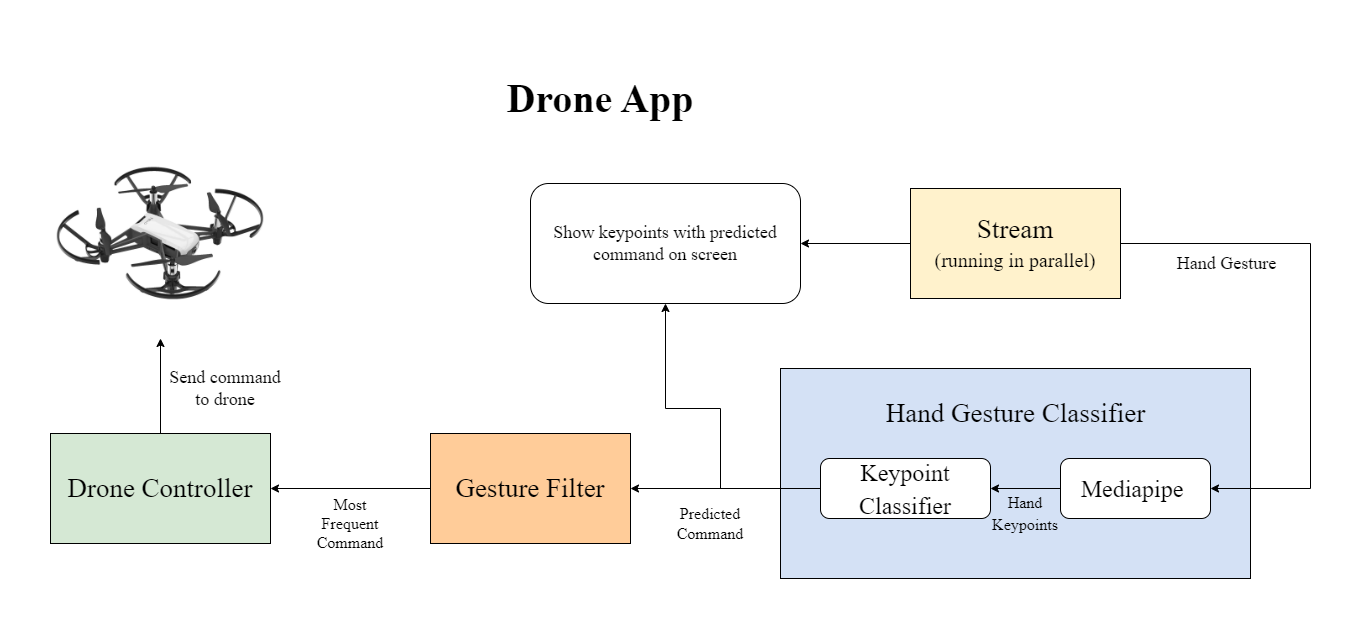 Drone App
Show keypoints with predicted
command on screen
Stream
(running in parallel)
Hand Gesture
Send command
to drone
Hand Gesture Classifier
Drone Controller
Most
Frequent
Command
Gesture Filter
Predicted
Command
Keypoint
Classifier
Hand
Keypoints
Mediapipe